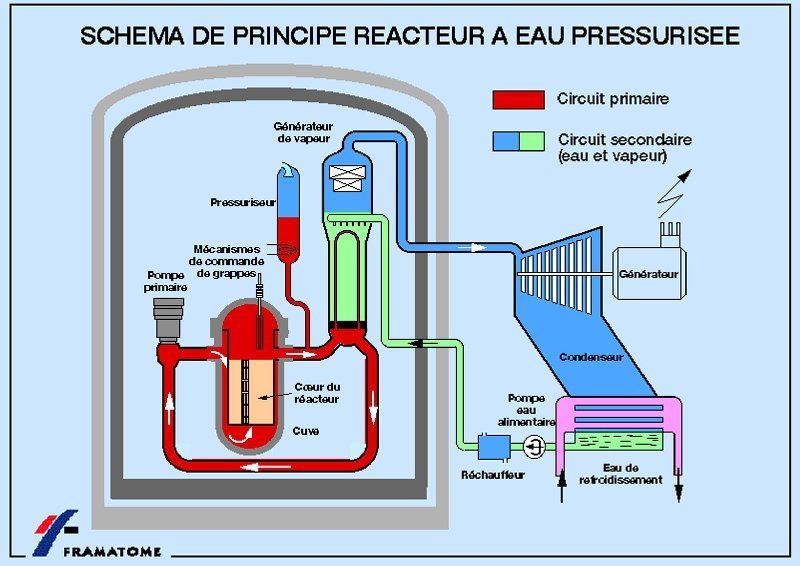 SCHEMA DE PRINCIPE REACTEUR A EAU PRESSURISEE
Circuit primaire
Circuit secondaire
(eau et vapeur)
Générateur
de vapeur
Pressuriseur
Mécanismes
de commande
de grappes
Pompe
primaire
Générateur
Condenseur
Cœur du
réacteur
Cuve
Pompe
eau
alimentaire
Réchauffeur
Eau de
refroidissement
FRAMATOME